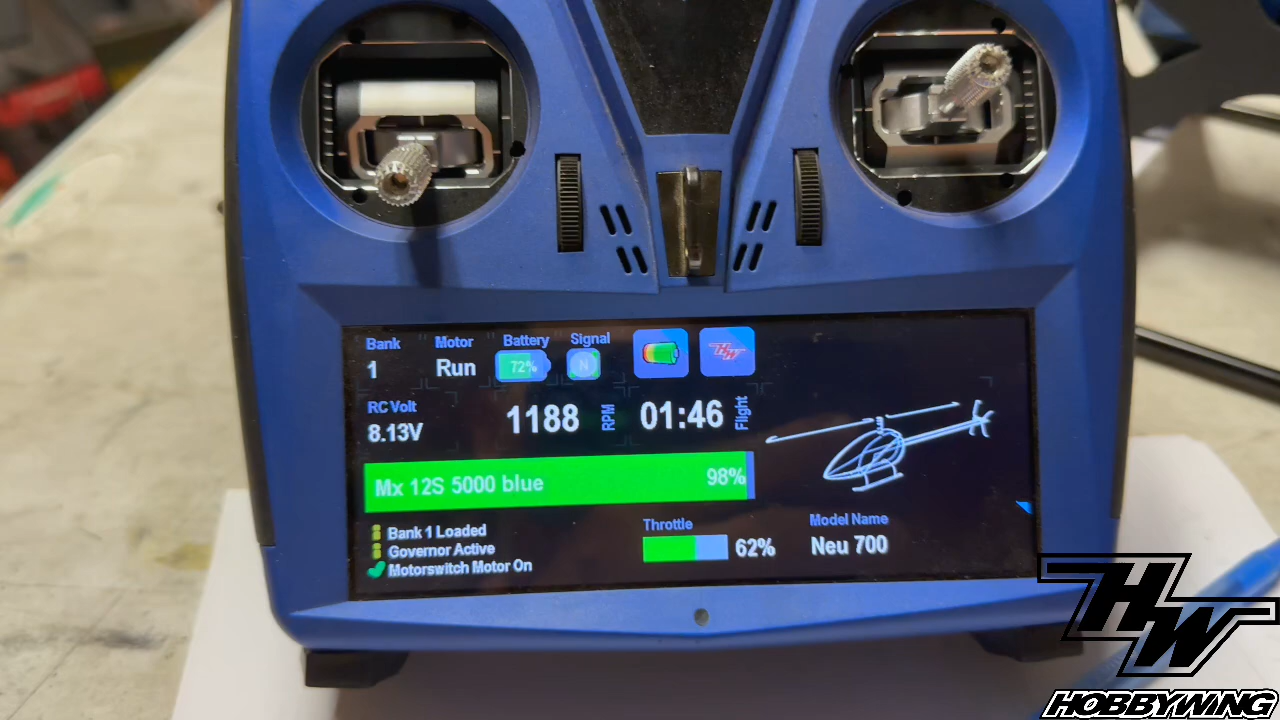 Bank
Motor
Battery
Signal
1
Run
72%
N
HW
RC Volt
8.13V
1188
RPM
01:46
Flight
Mx 12S 5000 blue
98%
Bank 1 Loaded
Governor Active
Motorswitch Motor On
Throttle
62%
Model Name
Neu 700
HW
HOBBYWING